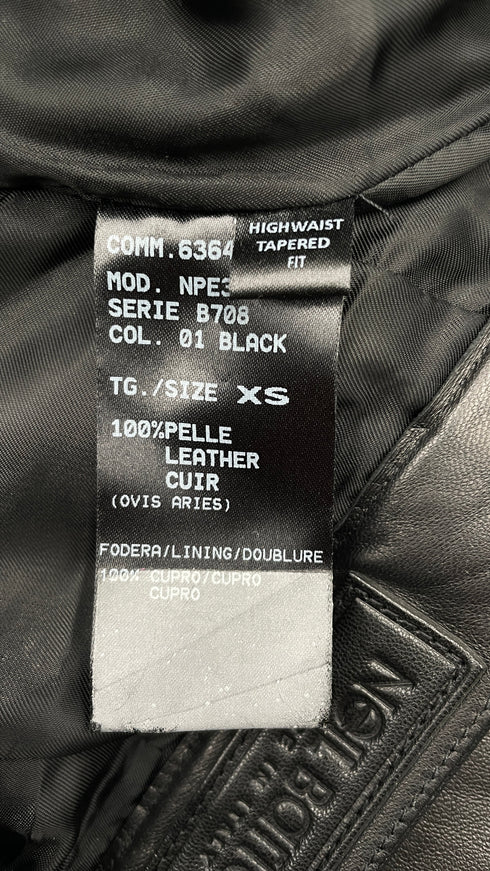 HIGHWAIST
TAPERED
FIT
COMM.6364
MOD. NPE3
SERIE B708
COL. 01 BLACK
TG./SIZE XS
100%PELLE
LEATHER
CUIR
(OVIS ARIES)
FODERA/LINING/DOUBLURE
100% CUPRO/CUPRO
CUPRO
NEIL